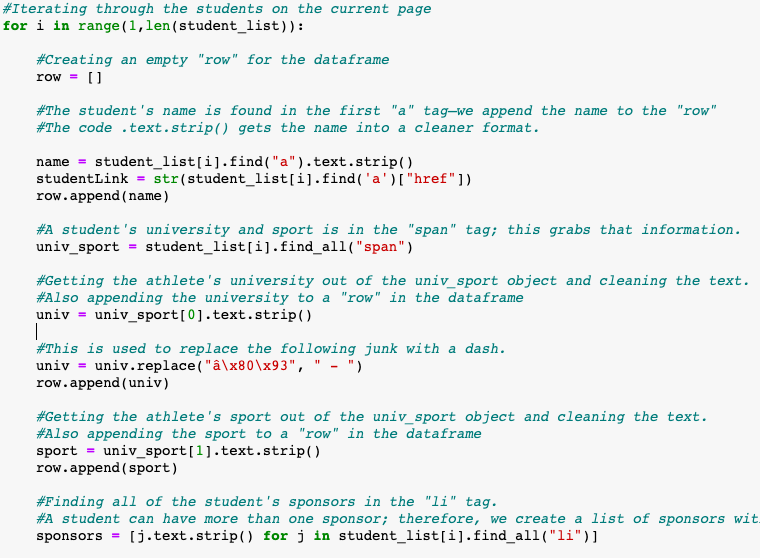 #Iterating through the students on the current page
for i in range(1,len(student_list)):
#Creating an empty "row" for the dataframe
row = []
#The student's name is found in the first "a" tag—we append the name to the "row"
#The code .text.strip() gets the name into a cleaner format.
name = student_list[i].find("a").text.strip()
studentLink = str(student_list[i].find('a')["href"])
row.append(name)
#A student's university and sport is in the "span" tag; this grabs that information.
univ_sport = student_list[i].find_all("span")
#Getting the athlete's university out of the univ_sport object and cleaning the text.
#Also appending the university to a "row" in the dataframe
univ = univ_sport[0].text.strip()
#This is used to replace the following junk with a dash.
univ = univ.replace("â\x80\x93", " - ")
row.append(univ)
#Getting the athlete's sport out of the univ_sport object and cleaning the text.
#Also appending the sport to a "row" in the dataframe
sport = univ_sport[1].text.strip()
row.append(sport)
#Finding all of the student's sponsors in the "li" tag.
#A student can have more than one sponsor; therefore, we create a list of sponsors
sponsors = [j.text.strip() for j in student_list[i].find_all("li")]